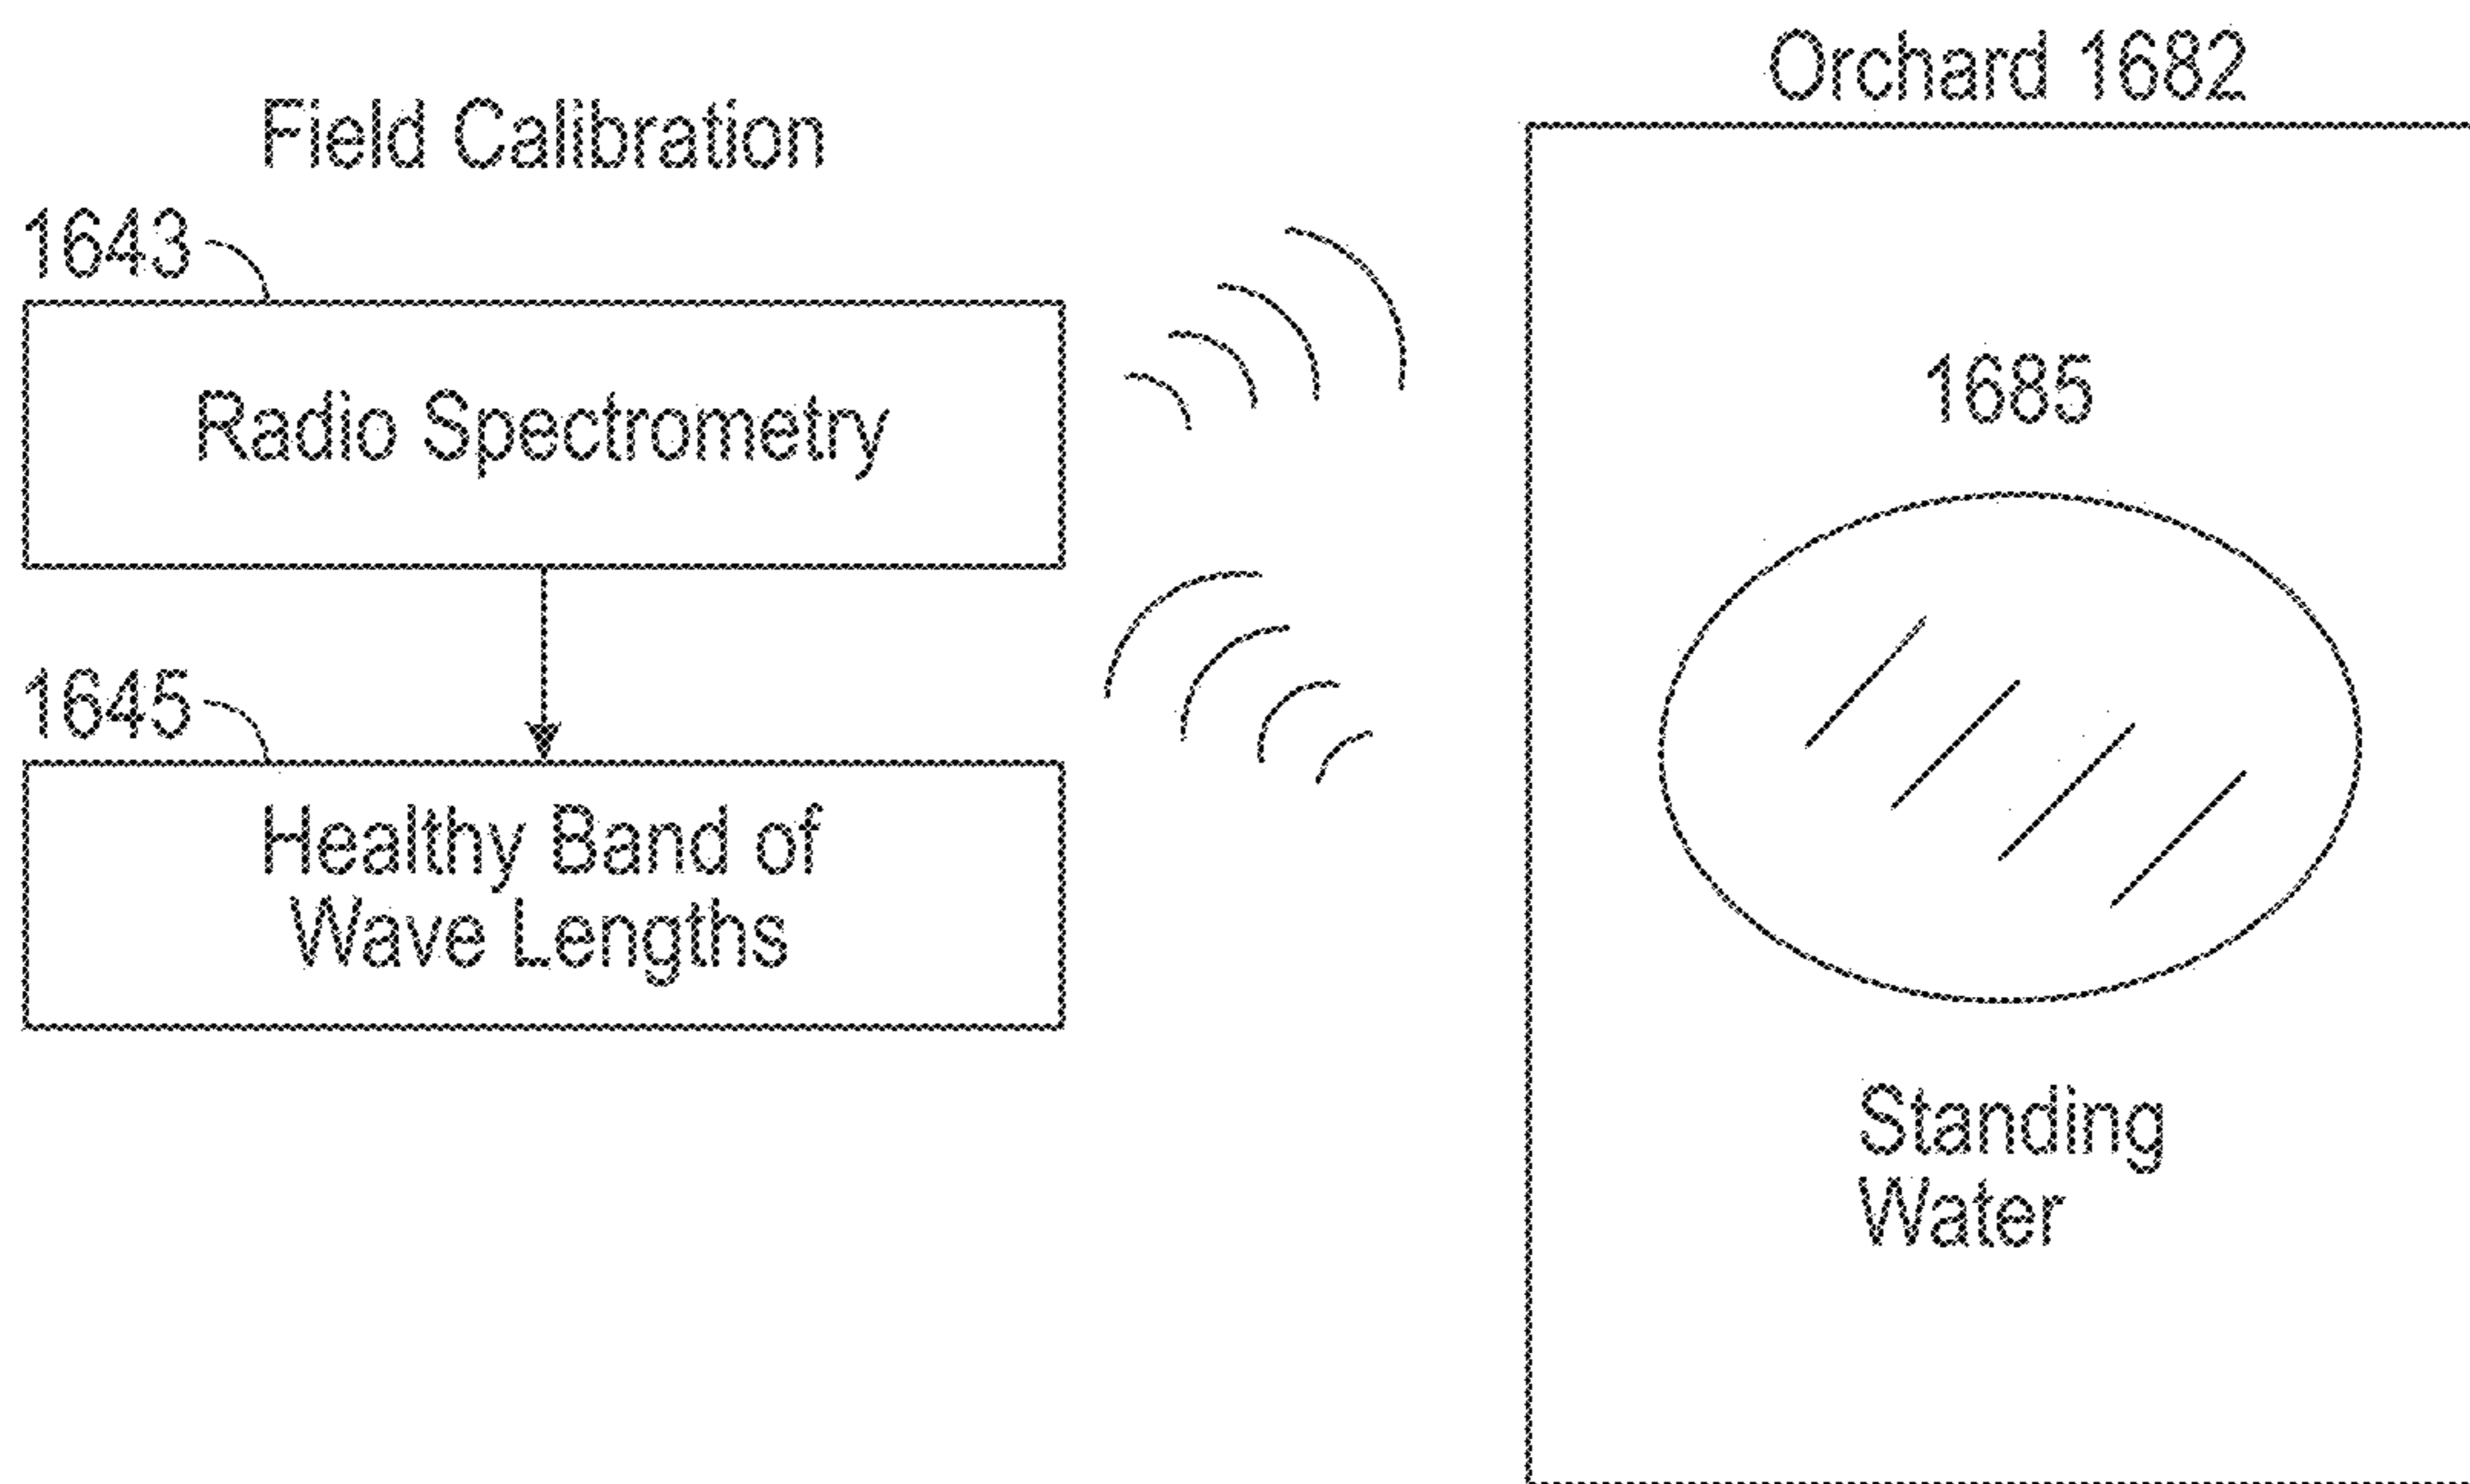 Field Calibration
1643
Radio Spectrometry
1645
Healthy Band of
Wave Lengths
Orchard 1682
1685
Standing
Water